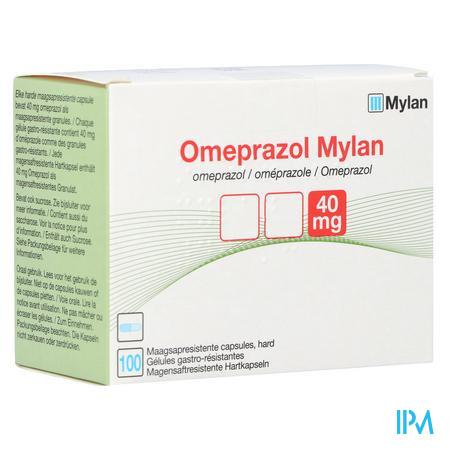 Elke harde maagsapresistente capsule
bevat 40 mg omeprazol als
maagsapresistente granules. / Chaque
gélule gastro-résistante contient 40 mg
d'oméprazole comme des granules
gastro-résistants. / Jede
magensaftresistente Hartkapsel enthält
40 mg Omeprazol als
magensaftresistentes Granulat.
Bevat ook sucrose. Zie bijsluiter voor
meer informatie. / Contient aussi du
saccharose. Voir la notice pour plus
d'information. / Enthält auch Sucrose.
Siehe Packungsbeilage für weitere
Informationen.
Oraal gebruik. Lees voor het gebruik de
bijsluiter. Niet op de capsules kauwen of
de capsules pletten. / Voie orale. Lire la
notice avant utilisation. Ne pas mâcher ou
écraser les gélules. / Zum Einnehmen.
Packungsbeilage beachten. Die Kapseln
nicht zerkauen oder zerdrücken.
Mylan
Omeprazol Mylan
omeprazol / oméprazole / Omeprazol
40
mg
100
Maagsapresistente capsules, hard
Gélules gastro-résistantes
Magensaftresistente Hartkapseln
IPM